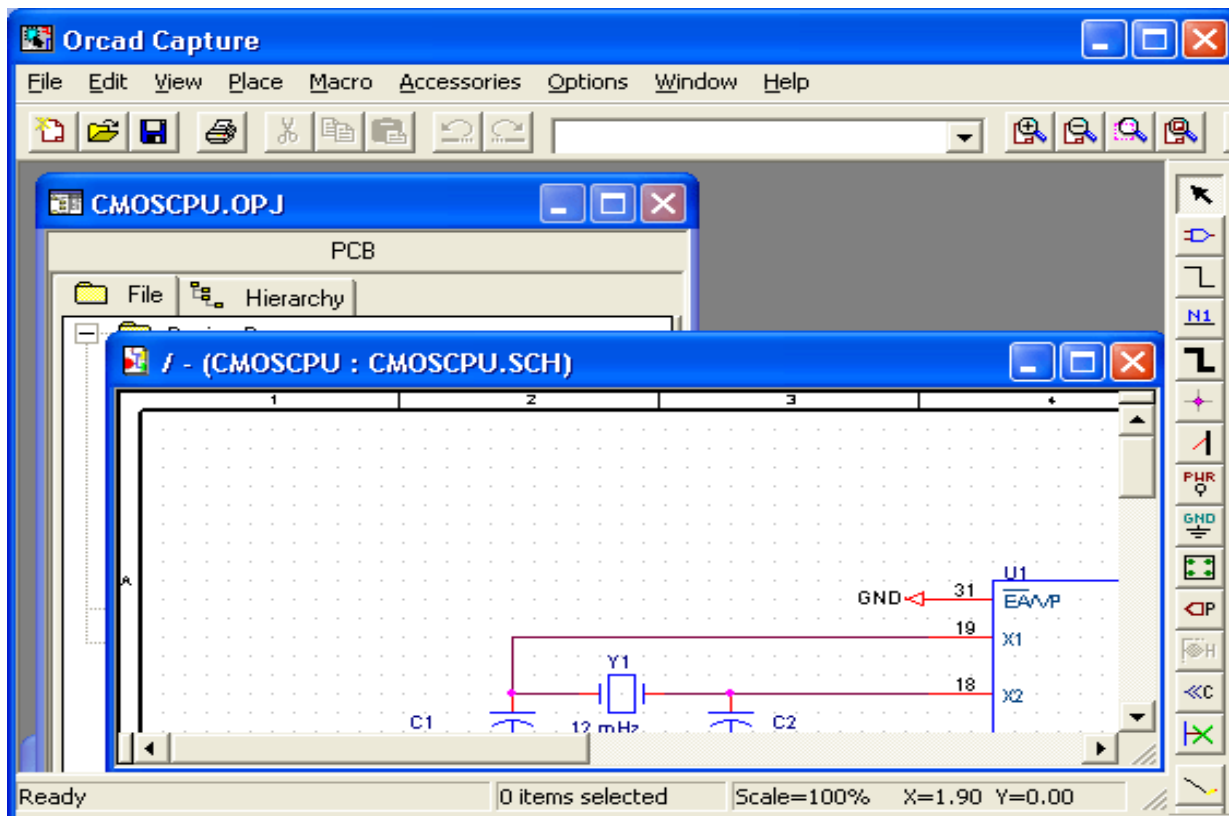 Orcad Capture
File Edit View Place Macro Accessories Options Window Help
CMOSCPU.OPJ
PCB
File Hierarchy
/ - (CMOSCPU : CMOSCPU.SCH)
1 2 3 4
A
U1
GND 31 EA/VP
19 X1
Y1
18 X2
C1 12 mHz C2
N1
PWR
GND
P
H
C
Ready 0 items selected Scale=100% X=1.90 Y=0.00